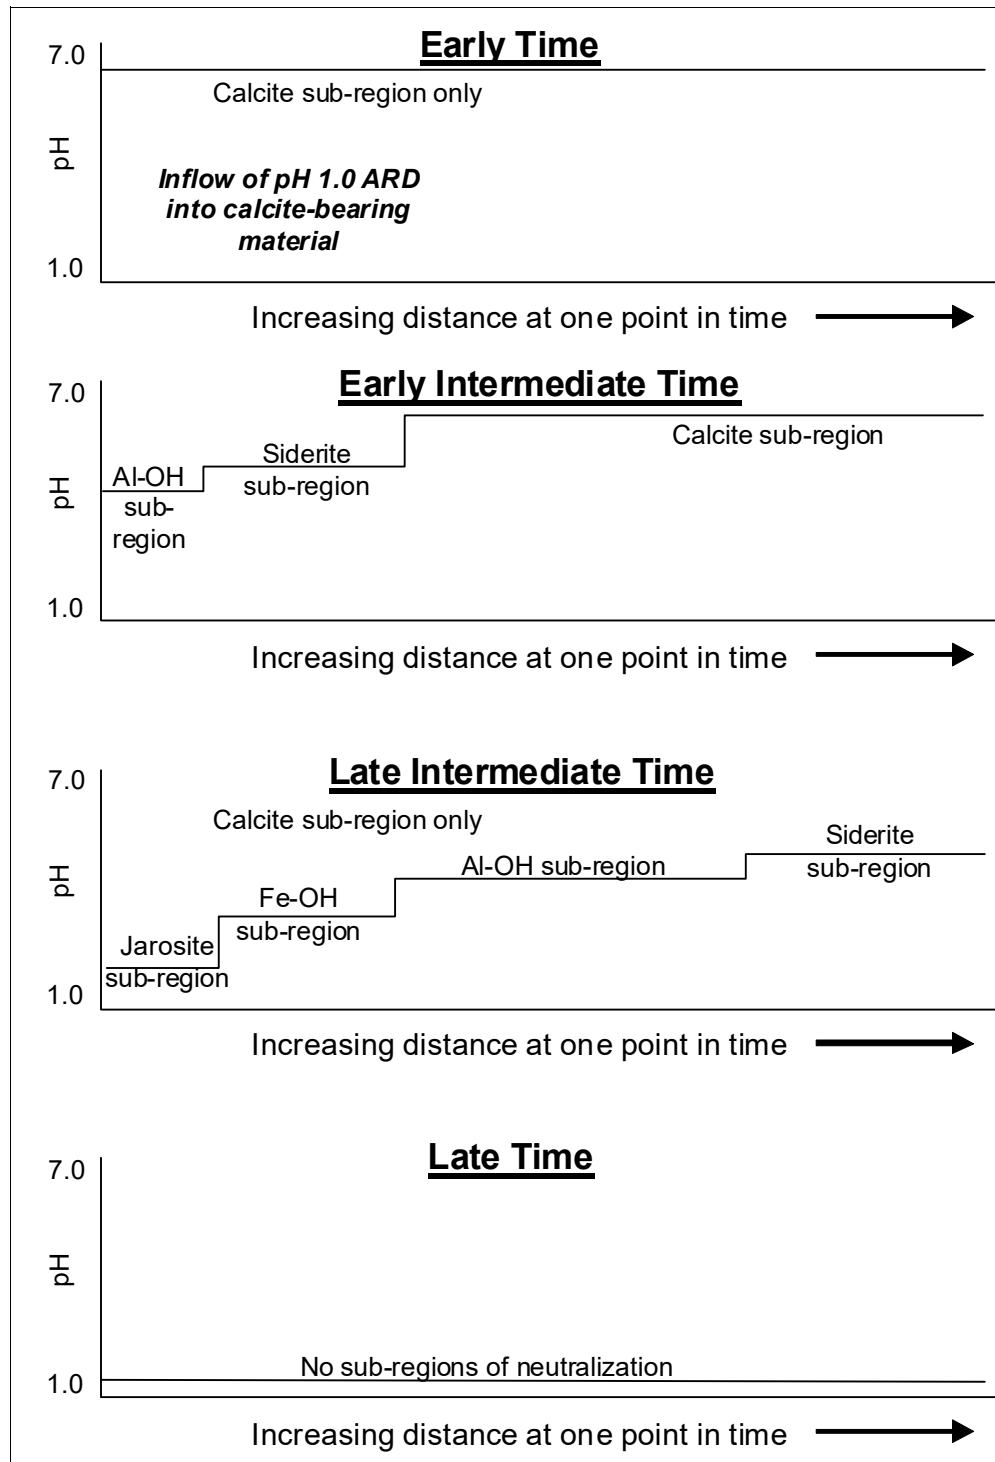 Early Time
7.0
Calcite sub-region only
pH
Inflow of pH 1.0 ARD
into calcite-bearing
material
1.0
Increasing distance at one point in time
Early Intermediate Time
7.0
Calcite sub-region
Siderite
sub-region
Al-OH
sub-
region
pH
1.0
Increasing distance at one point in time
Late Intermediate Time
7.0
Calcite sub-region only
Siderite
sub-region
Al-OH sub-region
pH
Fe-OH
sub-region
Jarosite
sub-region
1.0
Increasing distance at one point in time
Late Time
7.0
pH
No sub-regions of neutralization
1.0
Increasing distance at one point in time